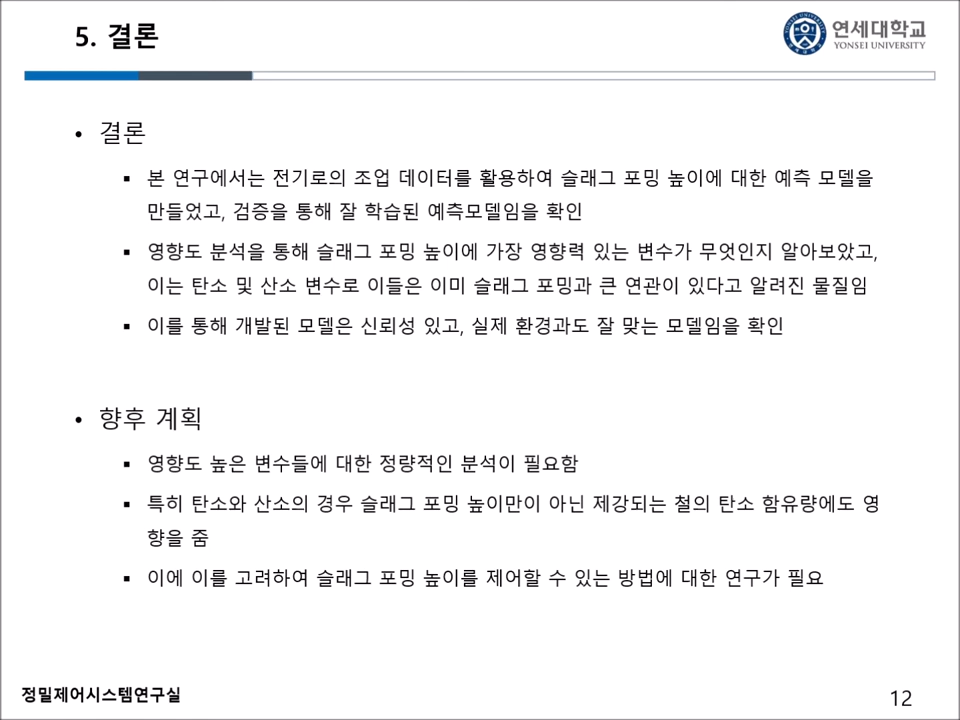 5. 결론
연세대학교
YONSEI UNIVERSITY
• 결론
▪ 본 연구에서는 전기로의 조업 데이터를 활용하여 슬래그 포밍 높이에 대한 예측 모델을
만들었고, 검증을 통해 잘 학습된 예측모델임을 확인
▪ 영향도 분석을 통해 슬래그 포밍 높이에 가장 영향력 있는 변수가 무엇인지 알아보았고,
이는 탄소 및 산소 변수로 이들은 이미 슬래그 포밍과 큰 연관이 있다고 알려진 물질임
▪ 이를 통해 개발된 모델은 신뢰성 있고, 실제 환경과도 잘 맞는 모델임을 확인
• 향후 계획
▪ 영향도 높은 변수들에 대한 정량적인 분석이 필요함
▪ 특히 탄소와 산소의 경우 슬래그 포밍 높이만이 아닌 제강되는 철의 탄소 함유량에도 영
향을 줌
▪ 이에 이를 고려하여 슬래그 포밍 높이를 제어할 수 있는 방법에 대한 연구가 필요
정밀제어시스템연구실
12